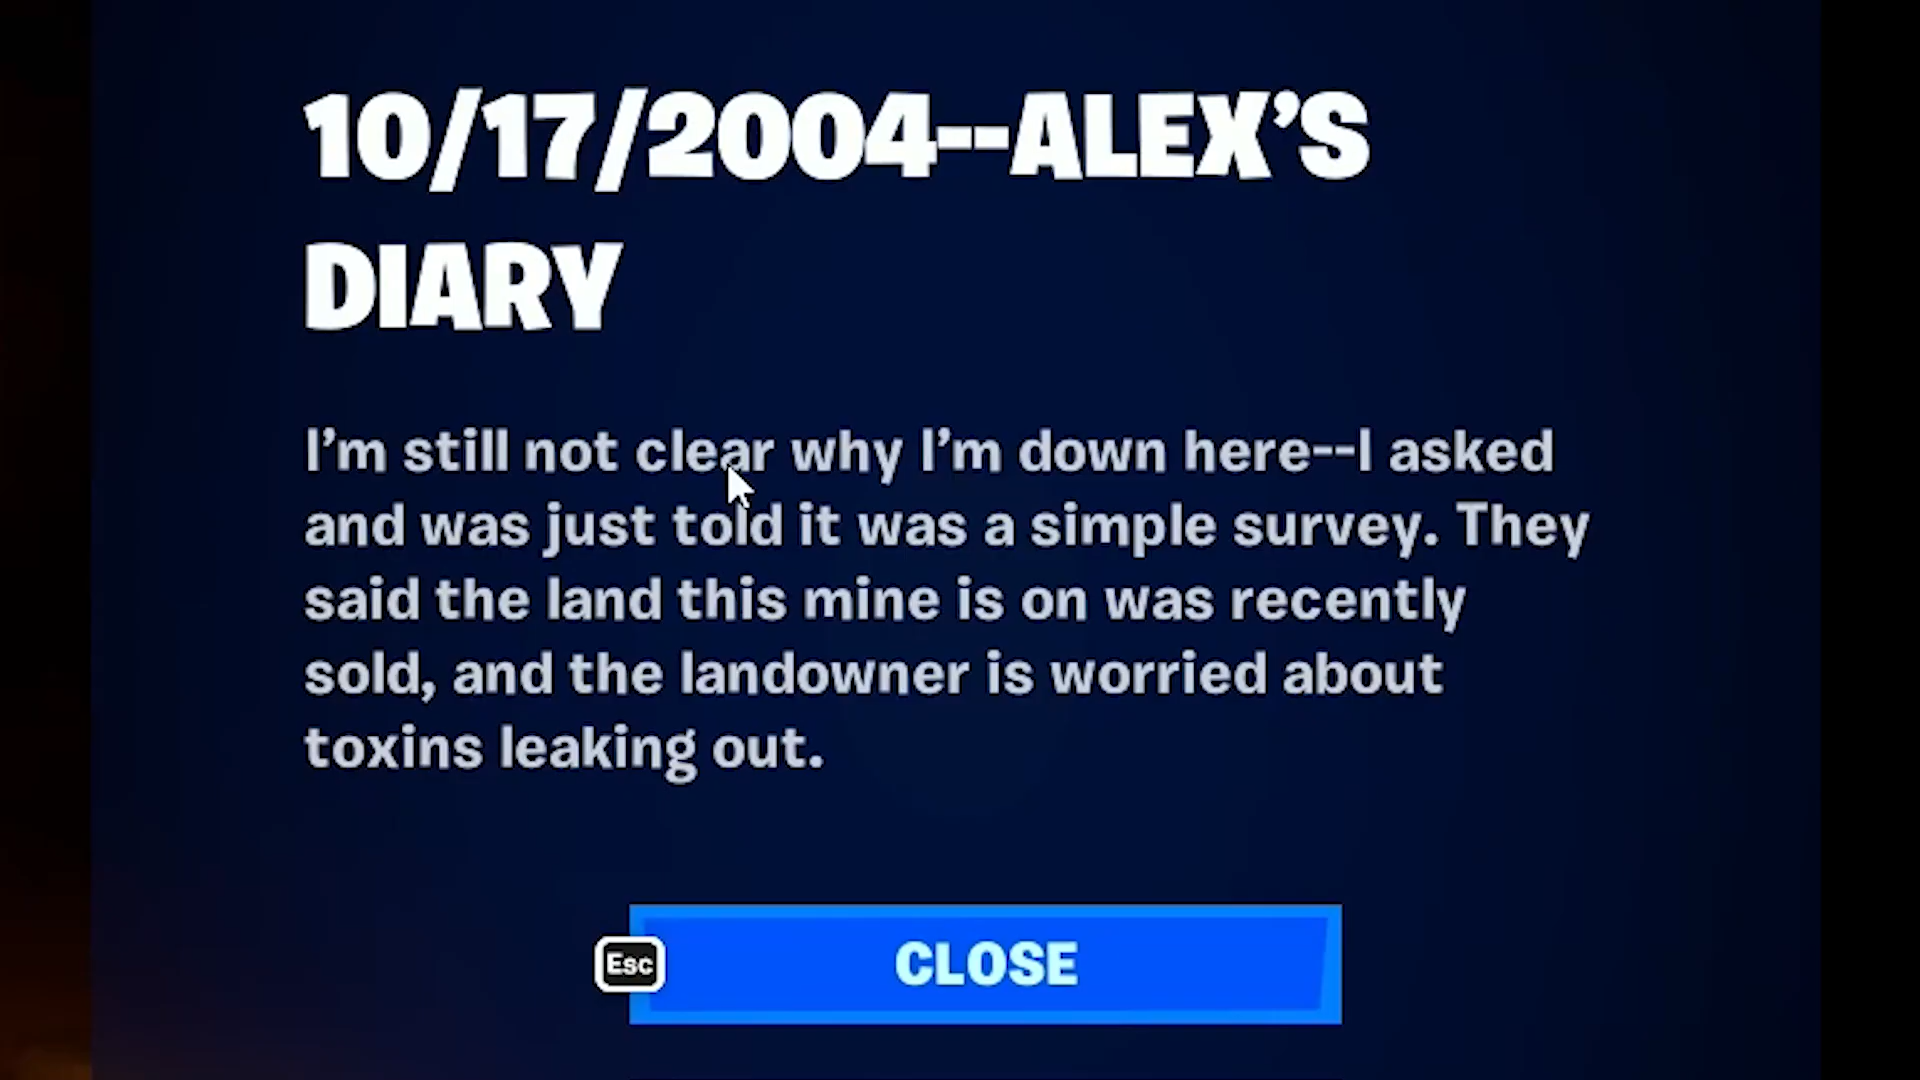 10/17/2004--ALEX’S
DIARY
I’m still not clear why I’m down here--I asked
and was just told it was a simple survey. They
said the land this mine is on was recently
sold, and the landowner is worried about
toxins leaking out.
Esc
CLOSE